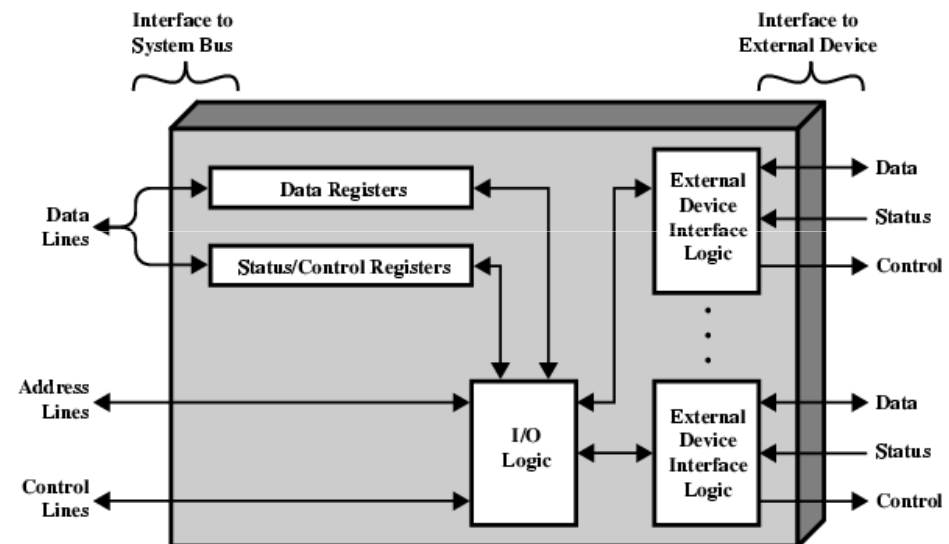 Interface to
System Bus
Interface to
External Device
Data Registers
External
Device
Interface
Logic
Data
Status
Control
Data
Lines
Status/Control Registers
Address
Lines
I/O
Logic
External
Device
Interface
Logic
Data
Status
Control
Control
Lines